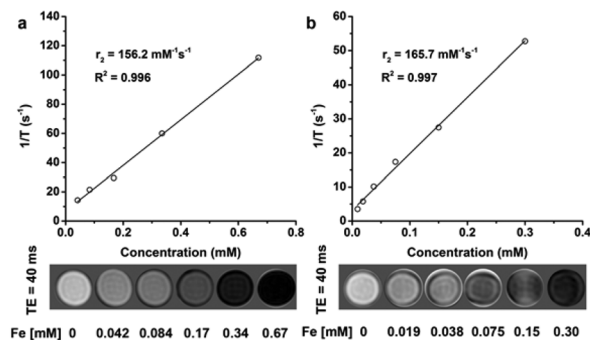 a
r2 = 156.2 mM-1s-1
R2 = 0.996
1/T (s-1)
140
120
100
80
60
40
20
0
0.0 0.2 0.4 0.6 0.8
Concentration (mM)
TE = 40 ms
Fe [mM] 0 0.042 0.084 0.17 0.34 0.67
b
r2 = 165.7 mM-1s-1
R2 = 0.997
1/T (s-1)
60
50
40
30
20
10
0
0.0 0.1 0.2 0.3 0.4
Concentration (mM)
TE = 40 ms
Fe [mM] 0 0.019 0.038 0.075 0.15 0.30